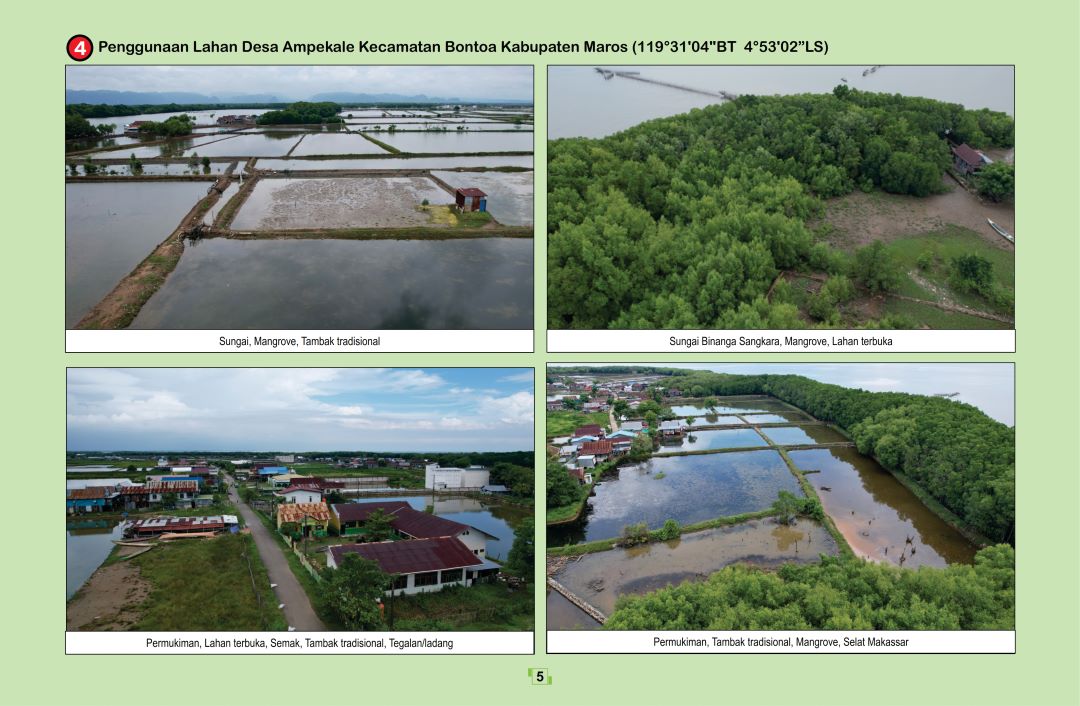 4 Penggunaan Lahan Desa Ampekale Kecamatan Bontoa Kabupaten Maros (119°31'04"BT 4°53'02”LS)
Sungai, Mangrove, Tambak tradisional
Sungai Binanga Sangkara, Mangrove, Lahan terbuka
Permukiman, Lahan terbuka, Semak, Tambak tradisional, Tegalan/ladang
Permukiman, Tambak tradisional, Mangrove, Selat Makassar
5